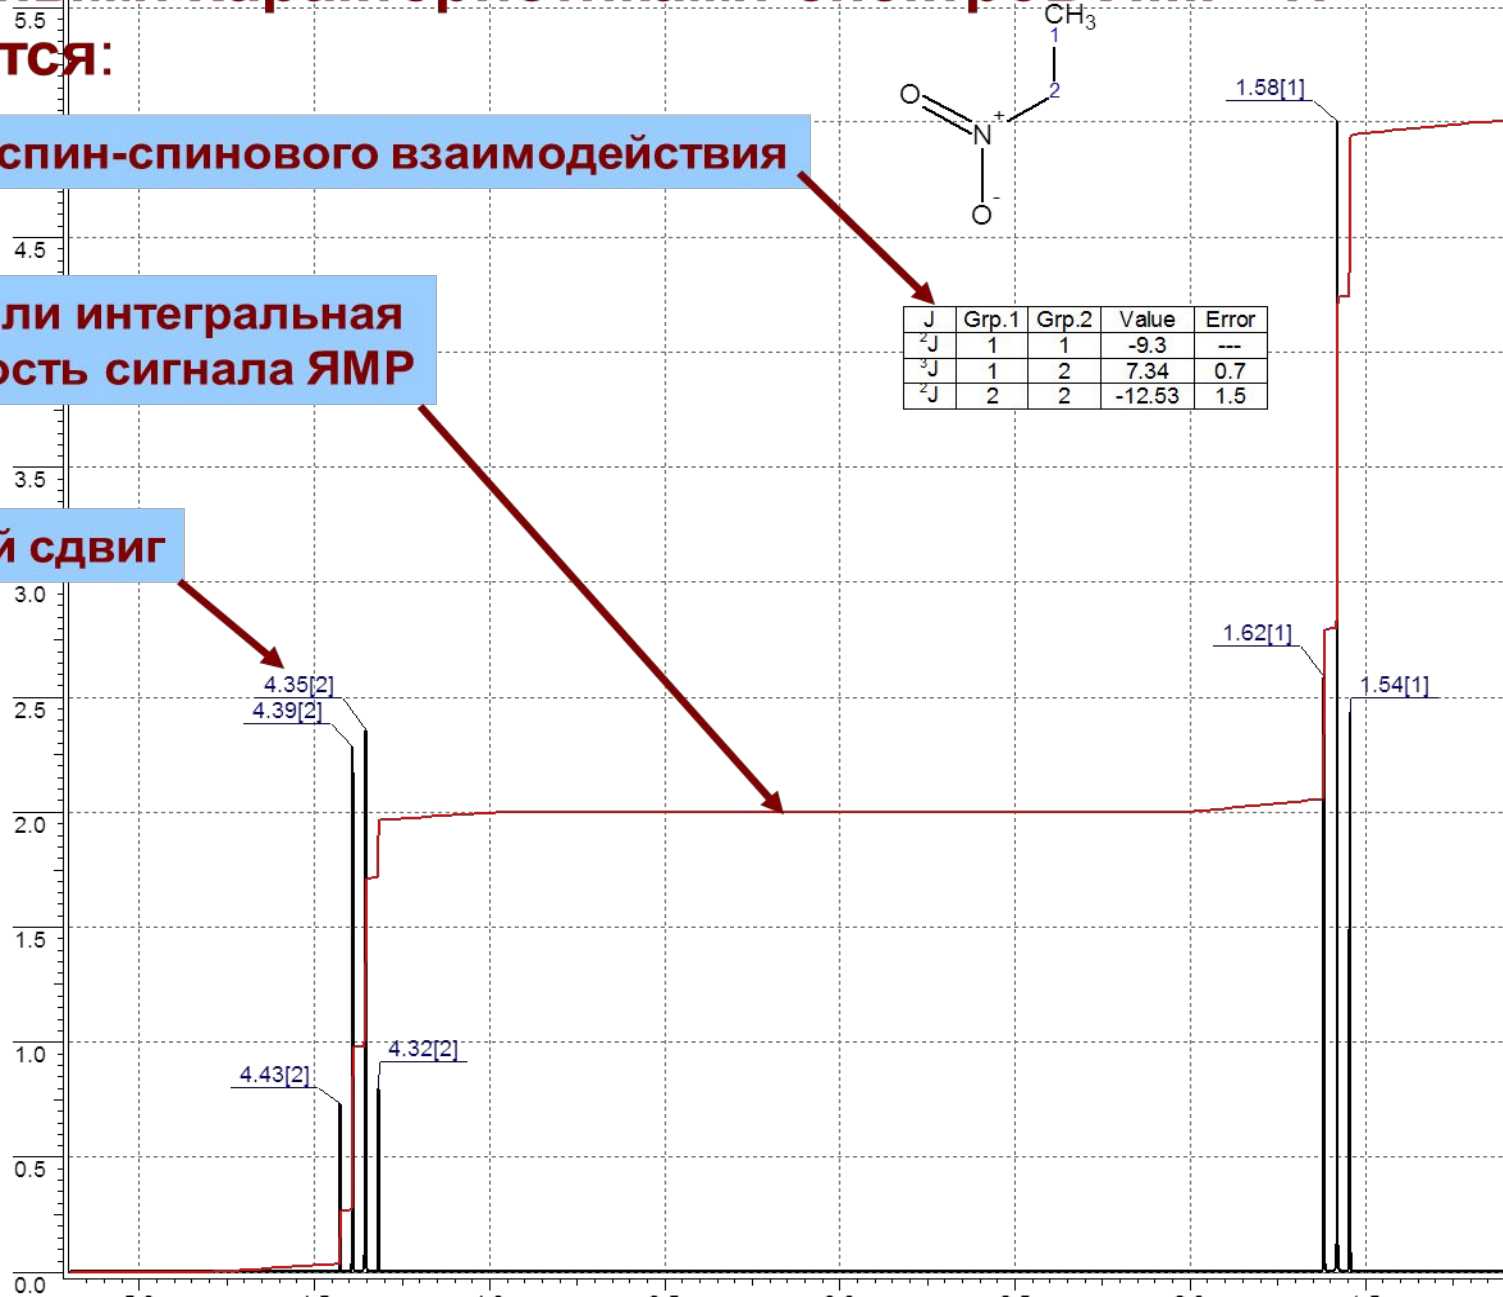 тся:
CH3
1
2
O
N+
O-
спин-спинового взаимодействия
ли интегральная
ость сигнала ЯМР
й сдвиг
J Grp.1 Grp.2 Value Error
2J 1 1 -9.3 ---
3J 1 2 7.34 0.7
2J 2 2 -12.53 1.5
1.58[1]
1.62[1]
1.54[1]
4.35[2]
4.39[2]
4.32[2]
4.43[2]
5.5
4.5
3.5
3.0
2.5
2.0
1.5
1.0
0.5
0.0